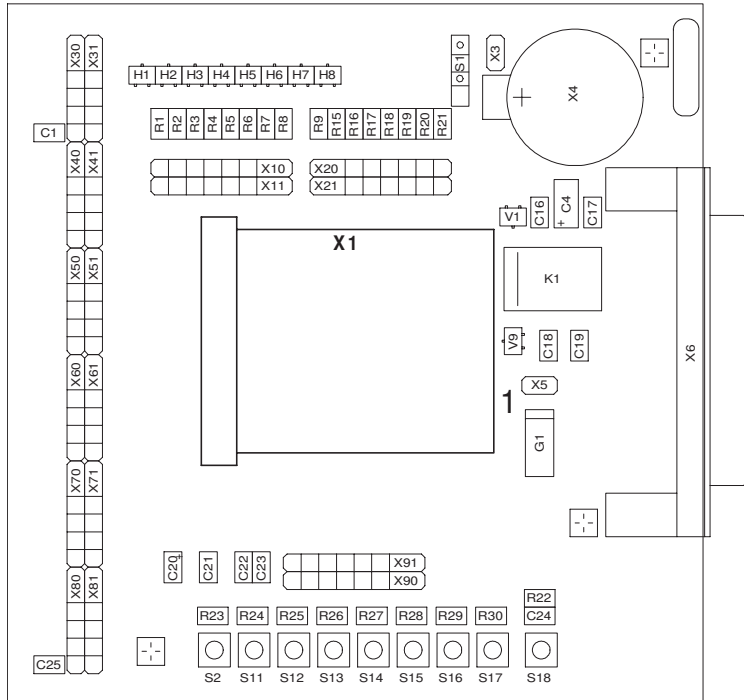 X30 X31 S1 X3
H1 H2 H3 H4 H5 H6 H7 H8
X4
C1
R1 R2 R3 R4 R5 R6 R7 R8 R9 R15 R16 R17 R18 R19 R20 R21
X40 X41
X10 X20
X11 X21
V1 C16 C4 C17
+
X1
X50 X51
K1
V9 C18 C19
X6
X60 X61
X5
1
G1
X70 X71
C20 C21 C22 C23
+
X91
X90
X80 X81
R22
R23 R24 R25 R26 R27 R28 R29 R30 C24
C25
S2 S11 S12 S13 S14 S15 S16 S17 S18